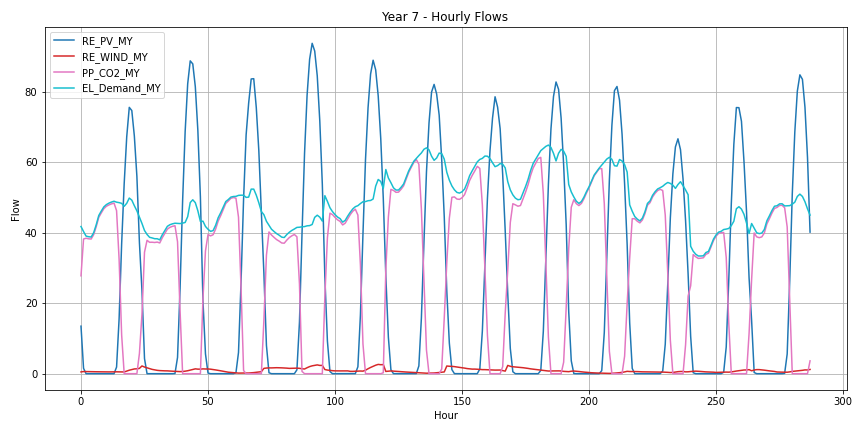 Year 7 - Hourly Flows
RE_PV_MY
RE_WIND_MY
PP_CO2_MY
EL_Demand_MY
80
60
40
20
0
Flow
0 50 100 150 200 250 300
Hour